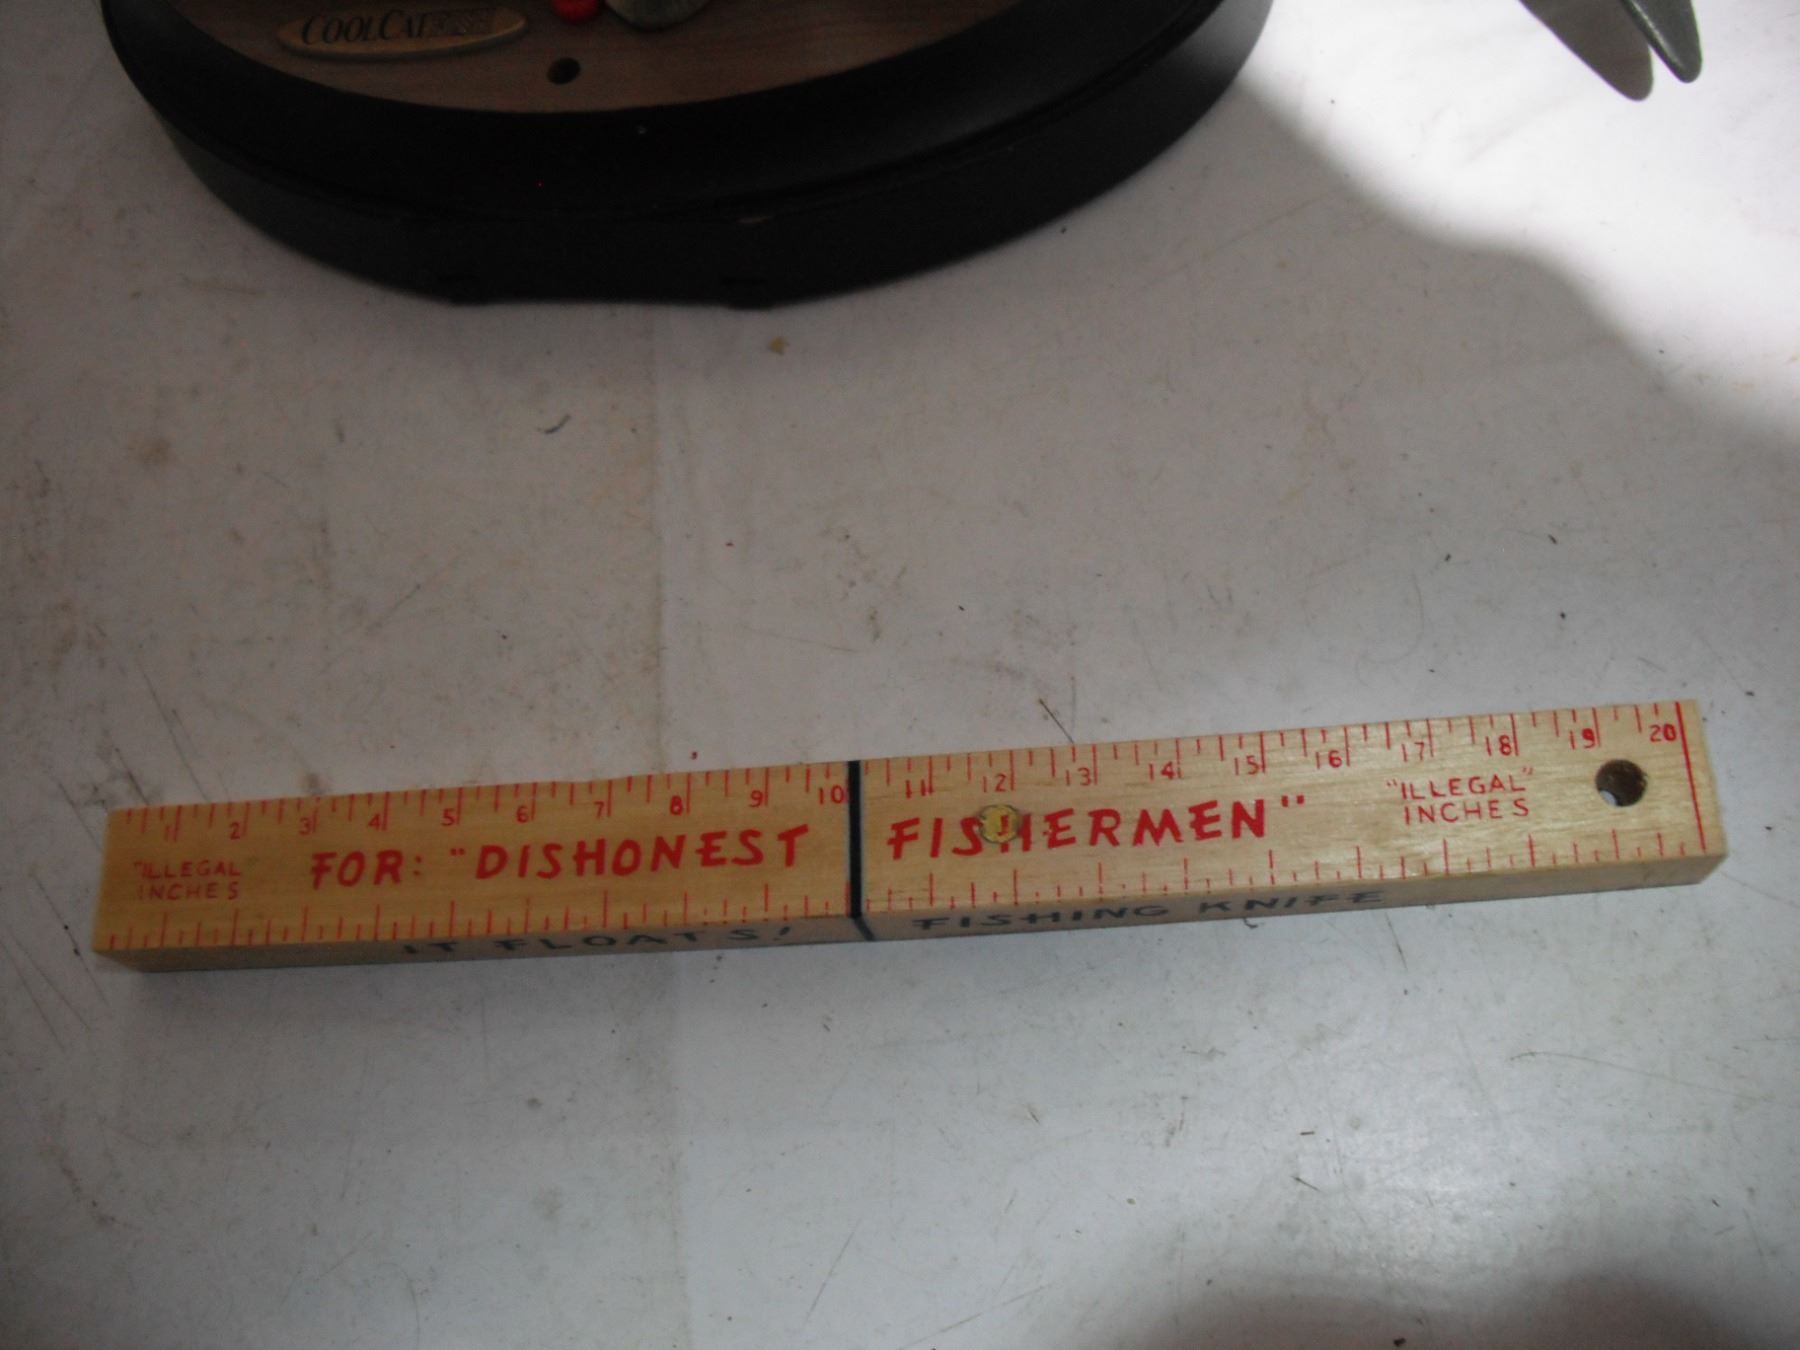 COOLCAT
1 2 3 4 5 6 7 8 9 10 11 12 13 14 15 16 17 18 19 20
"ILLEGAL"
INCHES
FOR: "DISHONEST FISHERMEN"
"ILLEGAL"
INCHES
IT FLOATS! FISHING KNIFE